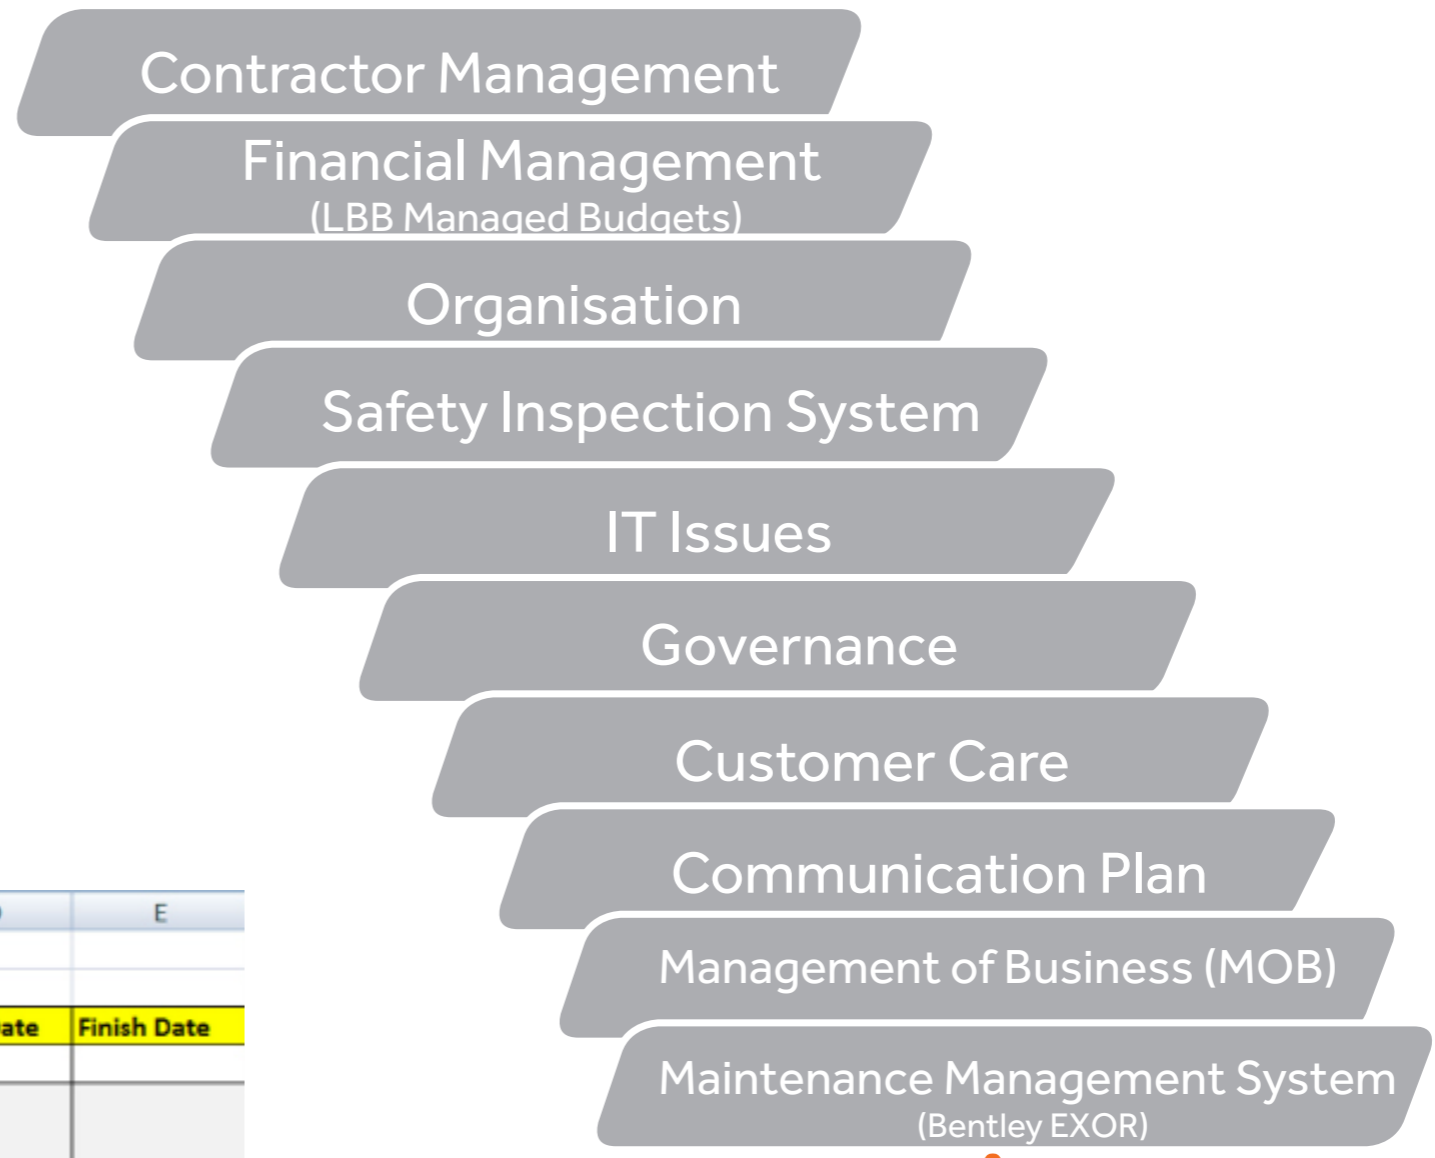 Contractor Management
Financial Management
(LBB Managed Budgets)
Organisation
Safety Inspection System
IT Issues
Governance
Customer Care
Communication Plan
Management of Business (MOB)
Maintenance Management System
(Bentley EXOR)
E
Finish Date